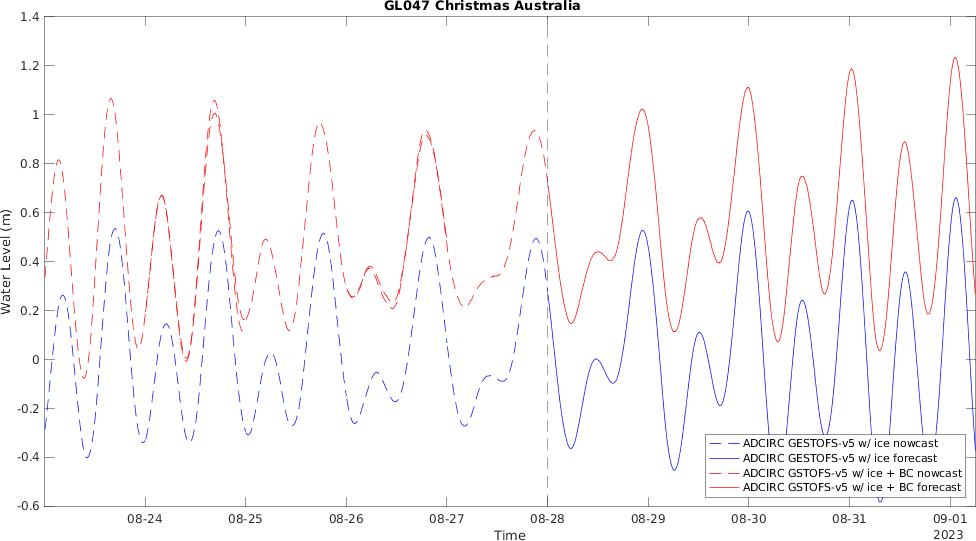 GL047 Christmas Australia
1.4
1.2
1
0.8
0.6
0.4
0.2
0
-0.2
-0.4
-0.6
Water Level (m)
ADCIRC GESTOFS-v5 w/ ice nowcast
ADCIRC GESTOFS-v5 w/ ice forecast
ADCIRC GSTOFS-v5 w/ ice + BC nowcast
ADCIRC GSTOFS-v5 w/ ice + BC forecast
08-24 08-25 08-26 08-27 08-28 08-29 08-30 08-31 09-01
Time 2023